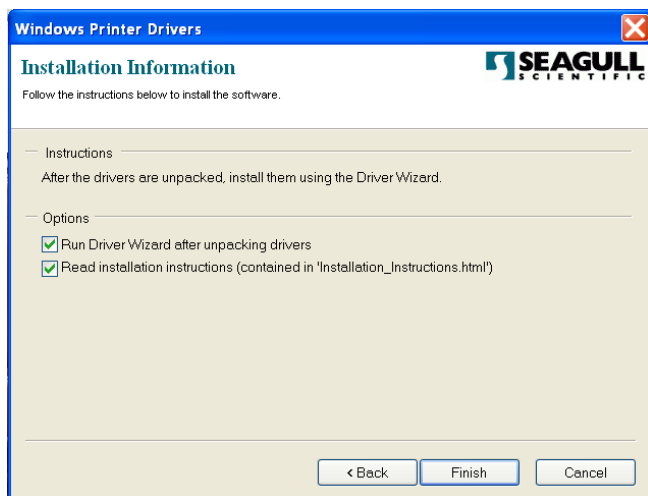 Windows Printer Drivers
Installation Information
SEAGULL
SCIENTIFIC
Follow the instructions below to install the software.
Instructions
After the drivers are unpacked, install them using the Driver Wizard.
Options
Run Driver Wizard after unpacking drivers
Read installation instructions (contained in 'Installation_Instructions.html')
< Back Finish Cancel